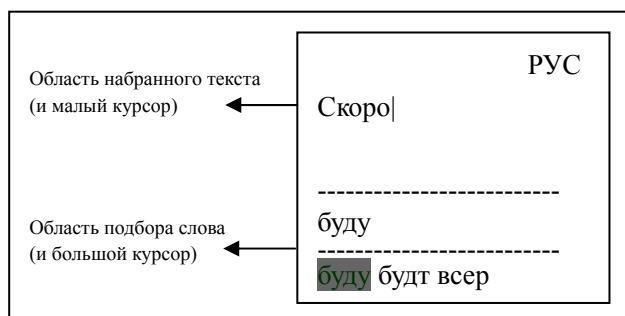 РУС
Область набранного текста
(и малый курсор)
Скоро|
---------------------------
буду
---------------------------
Область подбора слова
(и большой курсор)
буду будт всер